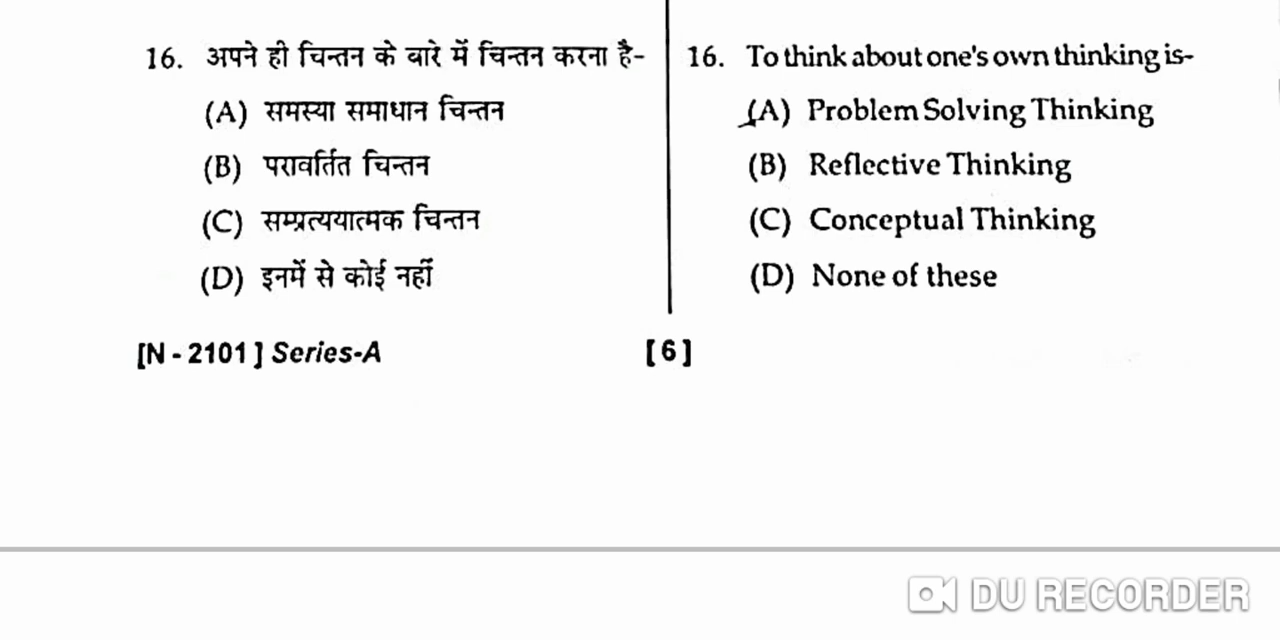 16. अपने ही चिन्तन के बारे में चिन्तन करना है-
(A) समस्या समाधान चिन्तन
(B) परावर्तित चिन्तन
(C) सम्प्रत्ययात्मक चिन्तन
(D) इनमें से कोई नहीं
16. To think about one's own thinking is-
(A) Problem Solving Thinking
(B) Reflective Thinking
(C) Conceptual Thinking
(D) None of these
[N - 2101 ] Series-A
[ 6 ]
DU RECORDER